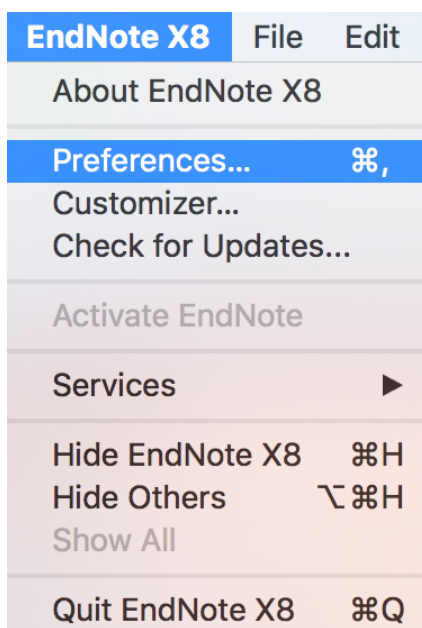 EndNote X8 File Edit
About EndNote X8
Preferences... ⌘,
Customizer...
Check for Updates...
Activate EndNote
Services ▶
Hide EndNote X8 ⌘H
Hide Others ⌥⌘H
Show All
Quit EndNote X8 ⌘Q